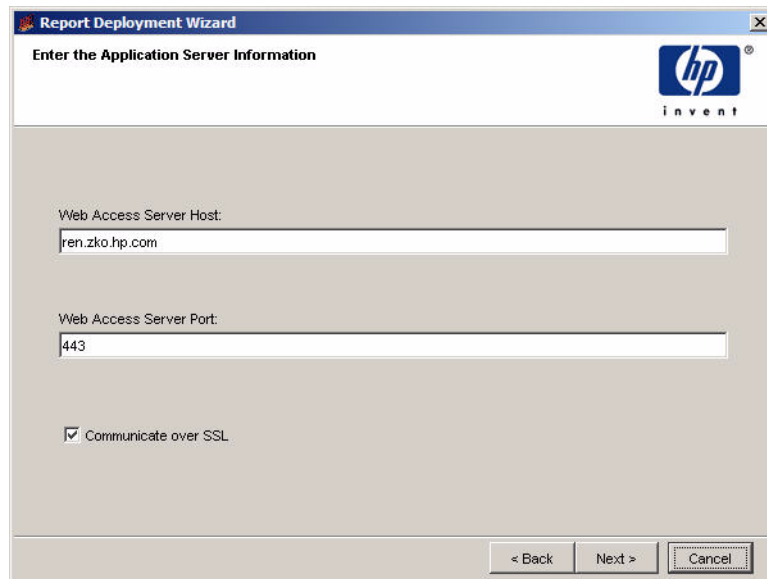 Report Deployment Wizard
Enter the Application Server Information
hp
®
invent
Web Access Server Host:
ren.zko.hp.com
Web Access Server Port:
443
Communicate over SSL
< Back
Next >
Cancel